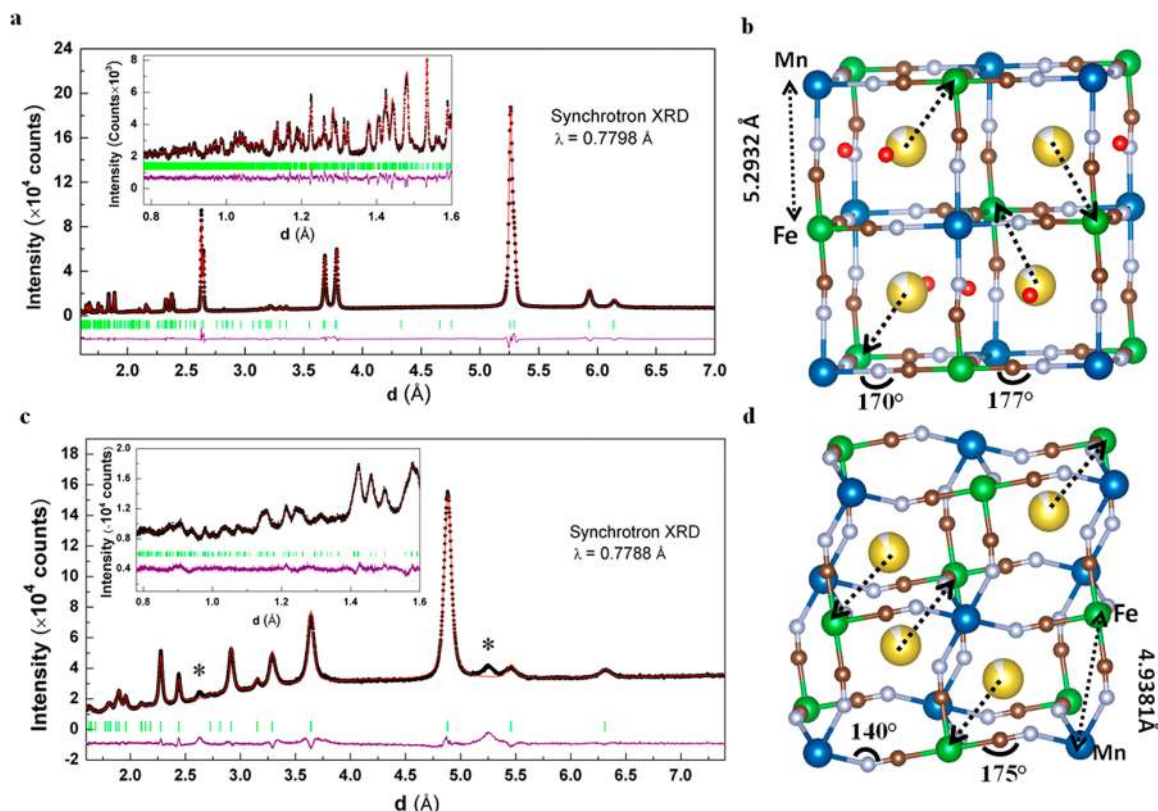 a
24
20
16
12
8
4
0
Intensity (×10⁴ counts)
2.0 2.5 3.0 3.5 4.0 4.5 5.0 5.5 6.0 6.5 7.0
d (Å)
8
6
4
2
0
Intensity (Counts×10³)
0.8 1.0 1.2 1.4 1.6
d (Å)
Synchrotron XRD
λ = 0.7798 Å
b
Mn
5.2932 Å
Fe
170°
177°
c
18
16
14
12
10
8
6
4
2
0
-2
Intensity (×10⁴ counts)
2.0 2.5 3.0 3.5 4.0 4.5 5.0 5.5 6.0 6.5 7.0
d (Å)
2.0
1.6
1.2
0.8
0.4
Intensity (×10⁴ counts)
0.8 1.0 1.2 1.4 1.6
d (Å)
Synchrotron XRD
λ = 0.7788 Å
*
*
d
Fe
4.9381Å
Mn
140°
175°